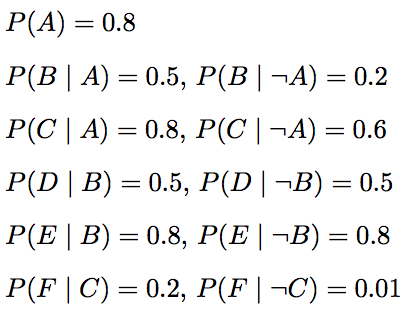 P(A) = 0.8
P(B | A) = 0.5, P(B | ¬A) = 0.2
P(C | A) = 0.8, P(C | ¬A) = 0.6
P(D | B) = 0.5, P(D | ¬B) = 0.5
P(E | B) = 0.8, P(E | ¬B) = 0.8
P(F | C) = 0.2, P(F | ¬C) = 0.01